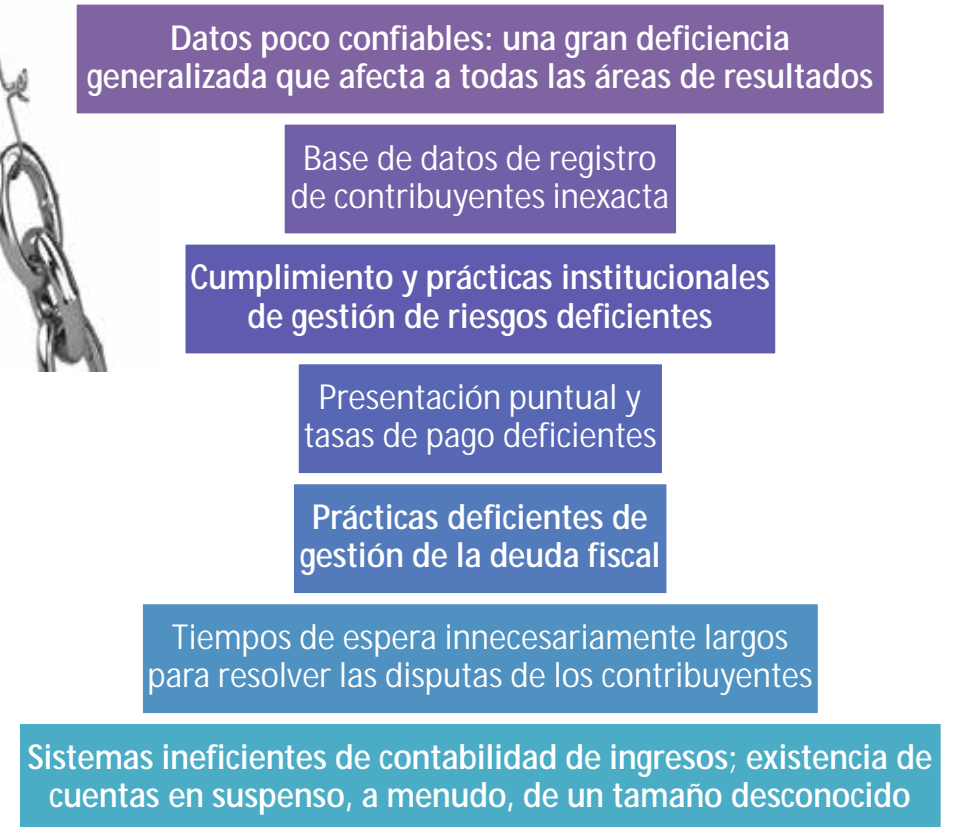 Datos poco confiables: una gran deficiencia
generalizada que afecta a todas las áreas de resultados
Base de datos de registro
de contribuyentes inexacta
Cumplimiento y prácticas institucionales
de gestión de riesgos deficientes
Presentación puntual y
tasas de pago deficientes
Prácticas deficientes de
gestión de la deuda fiscal
Tiempos de espera innecesariamente largos
para resolver las disputas de los contribuyentes
Sistemas ineficientes de contabilidad de ingresos; existencia de
cuentas en suspenso, a menudo, de un tamaño desconocido